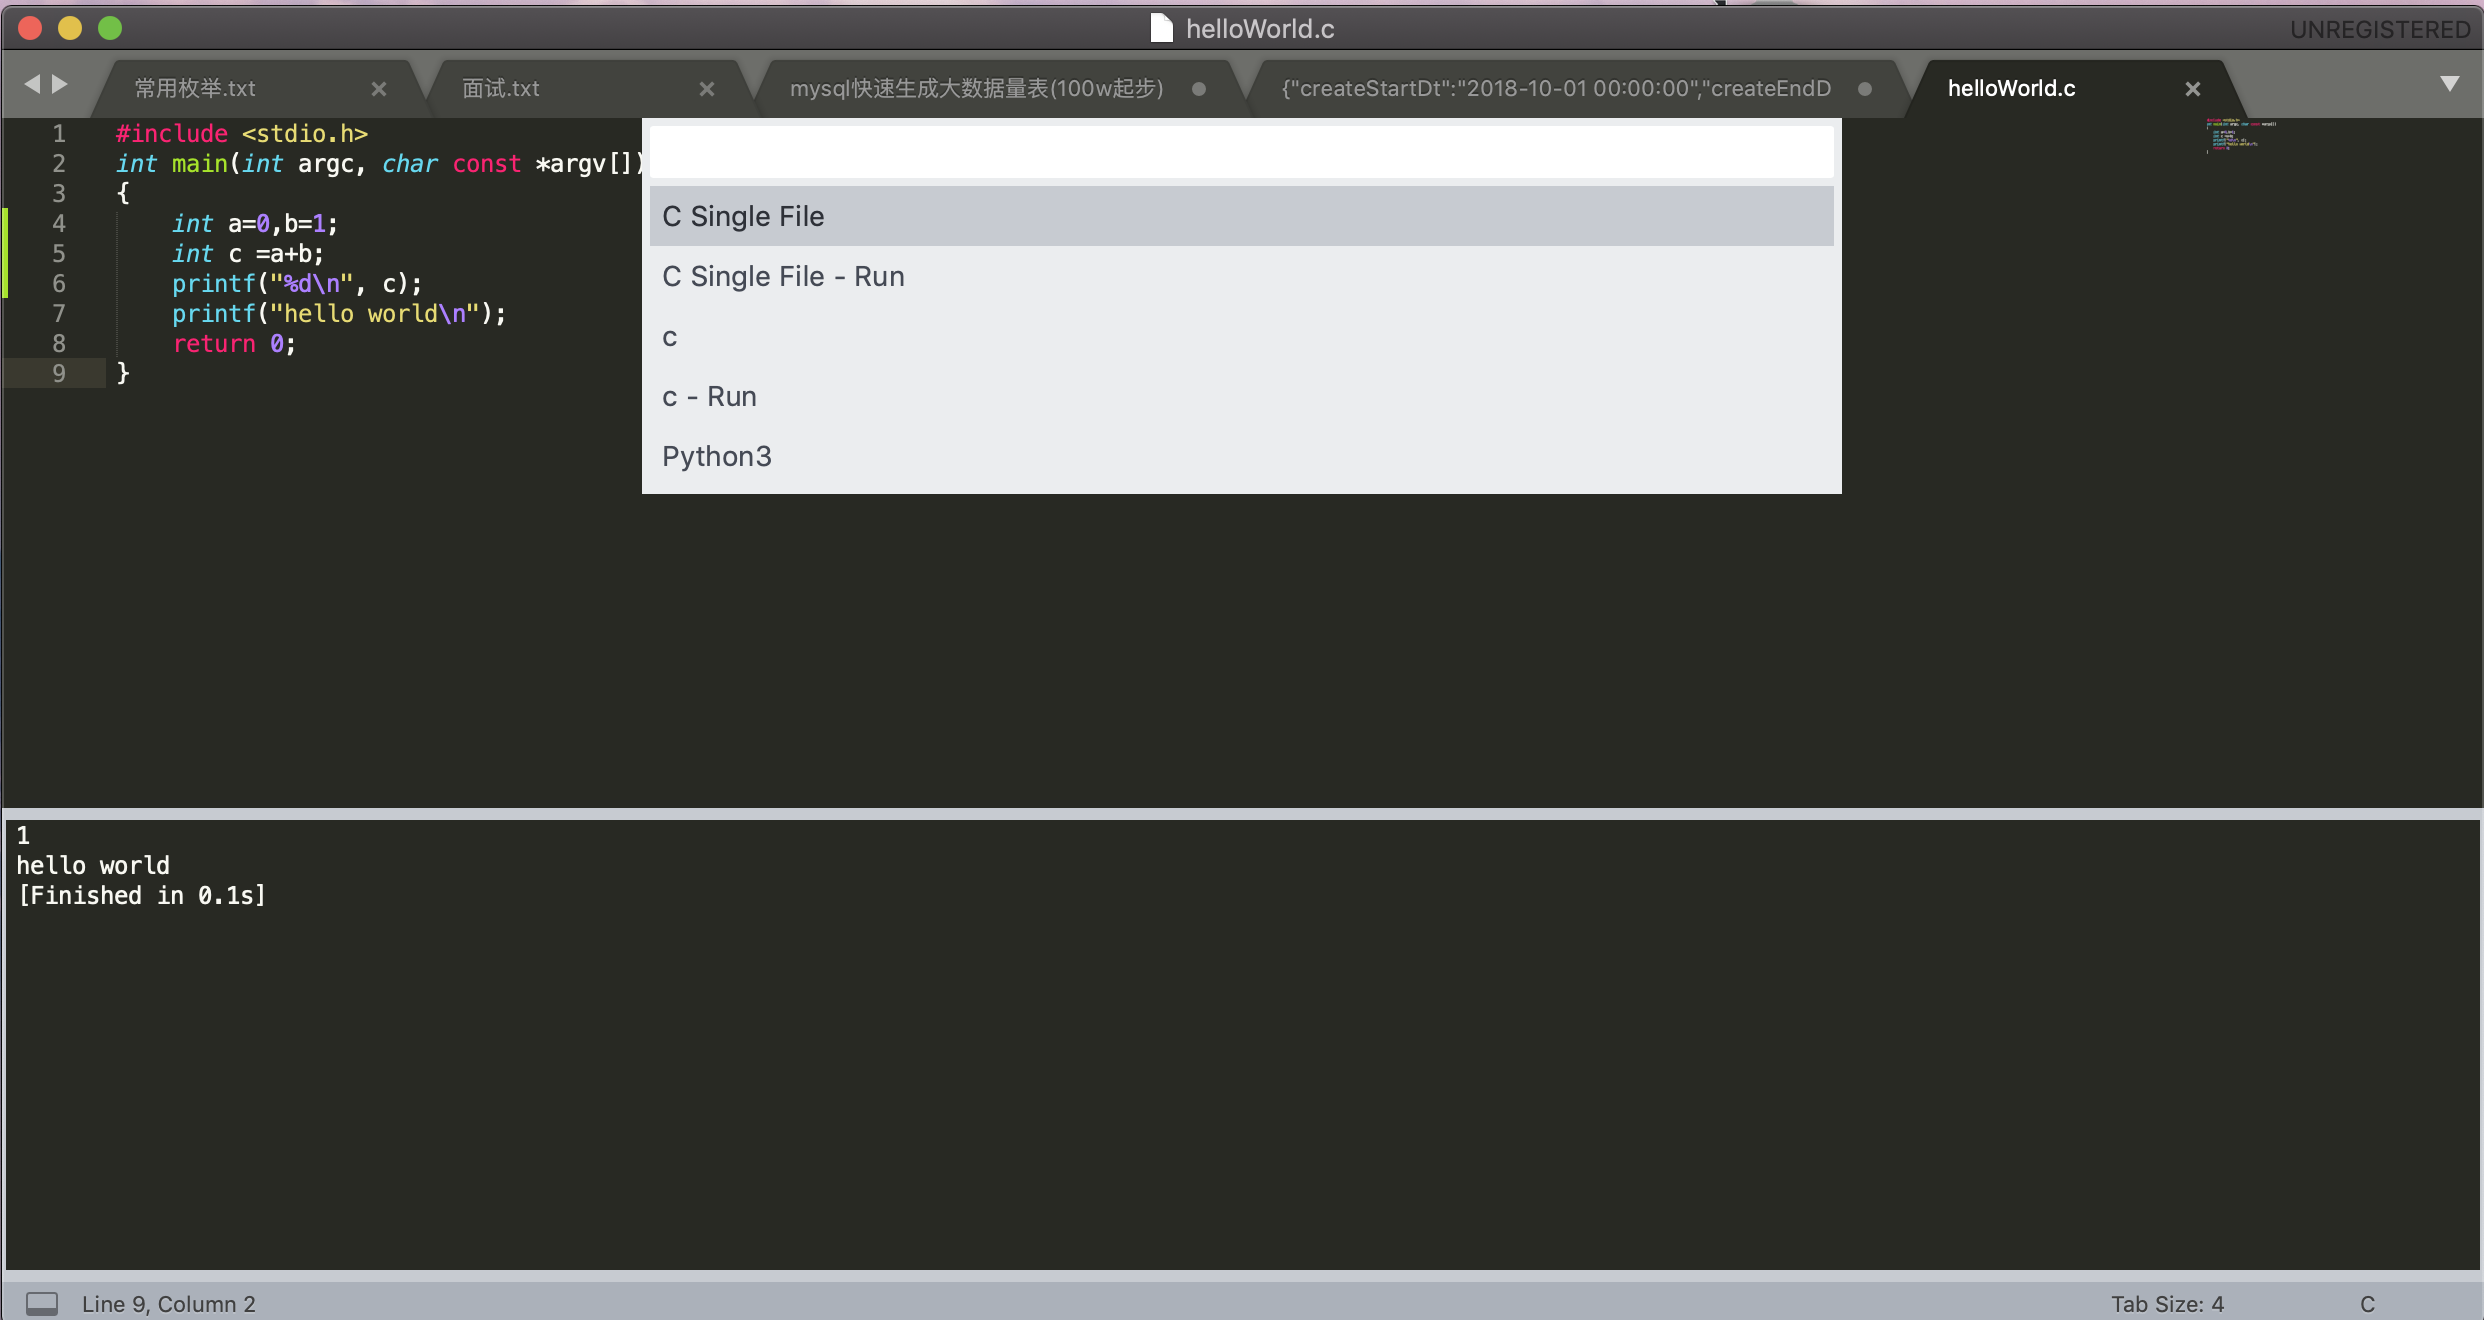 helloWorld.c
UNREGISTERED
常用枚举.txt
面试.txt
mysql快速生成大数据量表(100w起步)
{"createStartDt":"2018-10-01 00:00:00","createEndD
helloWorld.c
1 #include <stdio.h>
2 int main(int argc, char const *argv[])
3 {
4 int a=0,b=1;
5 int c =a+b;
6 printf("%d\n", c);
7 printf("hello world\n");
8 return 0;
9 }
C Single File
C Single File - Run
c
c - Run
Python3
1
hello world
[Finished in 0.1s]
Line 9, Column 2
Tab Size: 4
C